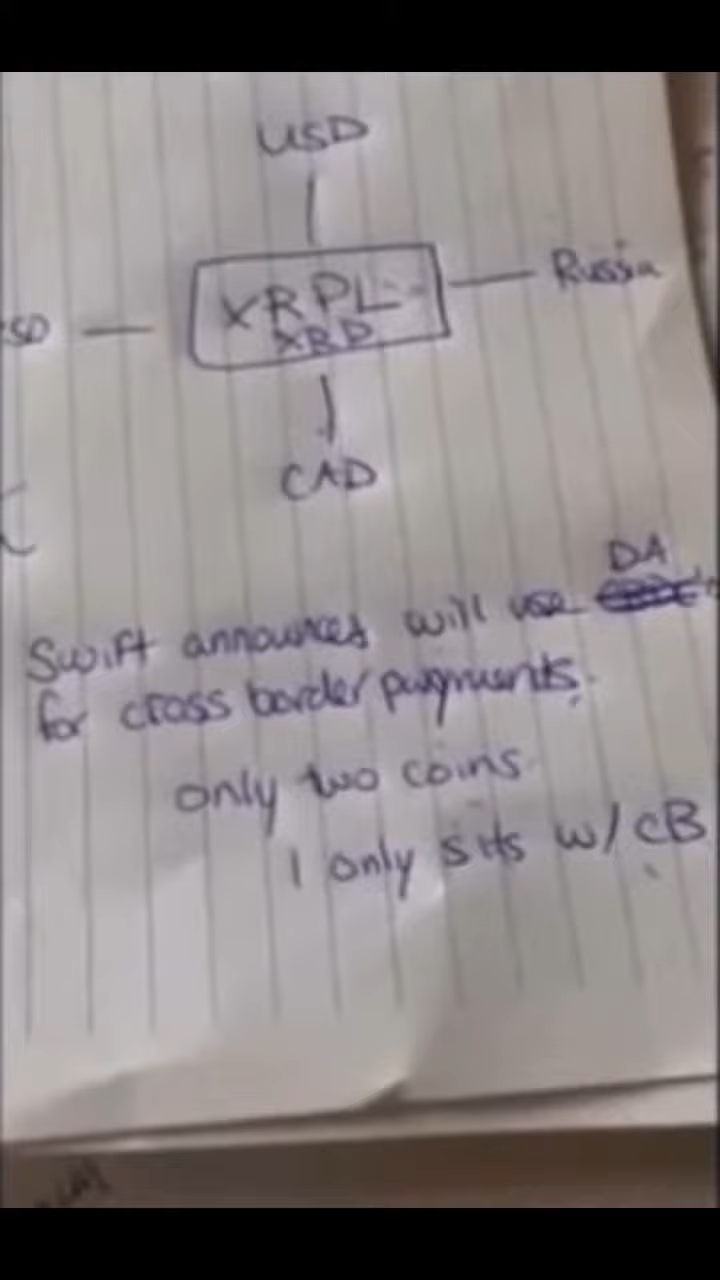 USD
XRPL
XRP
Russia
CAD
DA
Swift announces will use
for cross border payments.
only two coins
1 only sits w/ CB